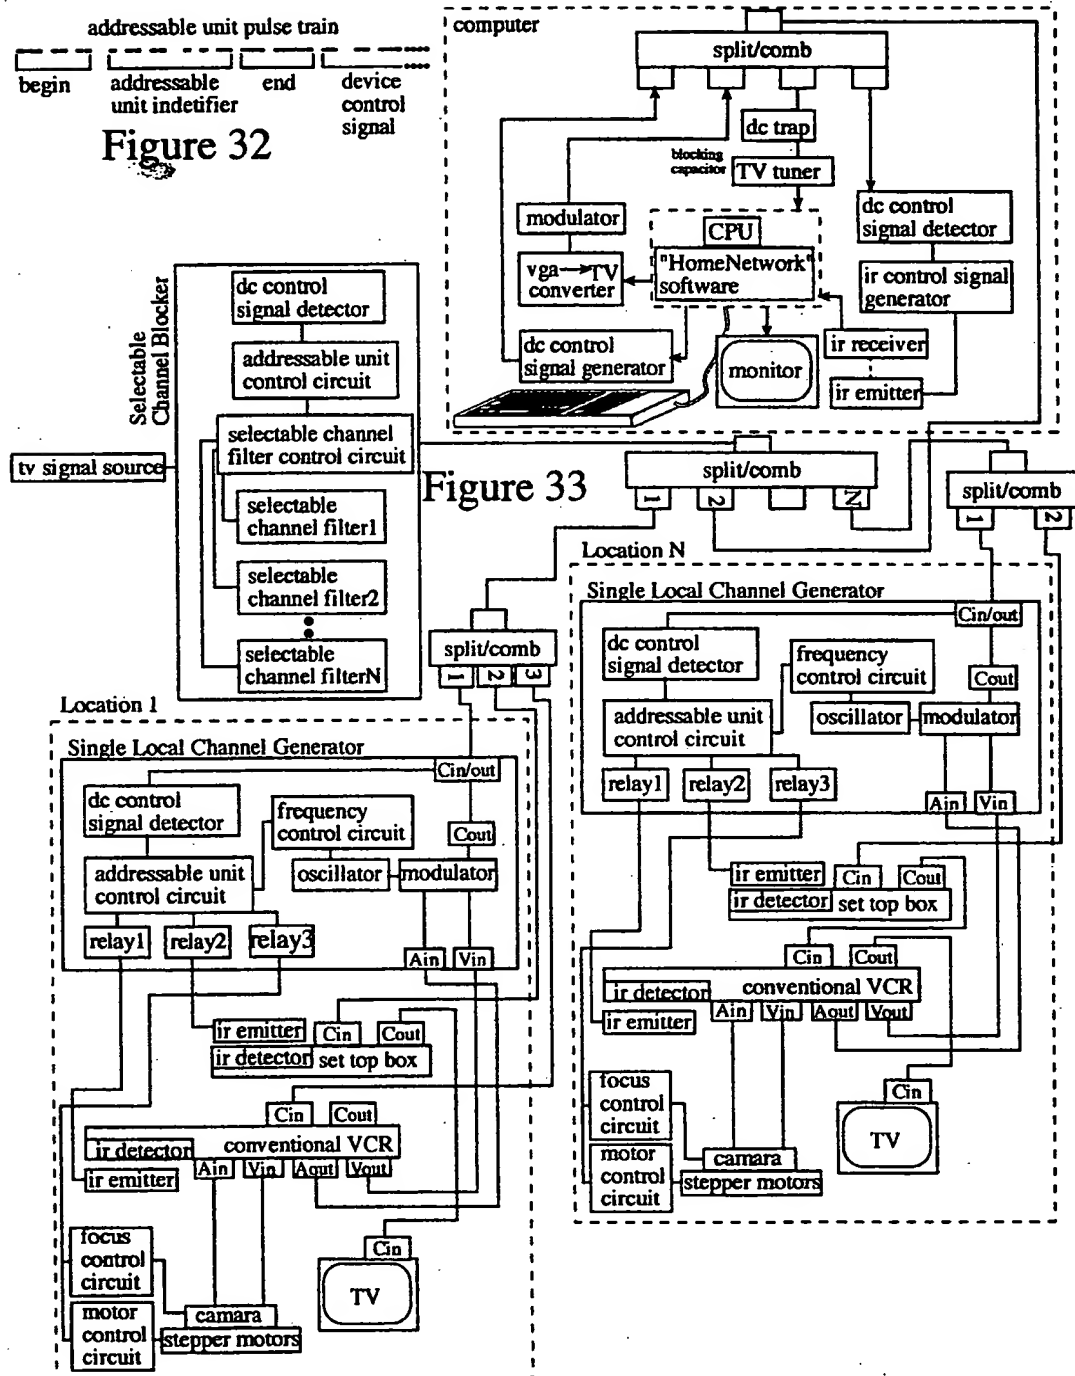 addressable unit pulse train
begin
addressable
unit indetifier
end
device
control
signal
Figure 32
computer
split/comb
dc trap
blocking
capacitor
TV tuner
modulator
CPU
"HomeNetwork"
software
vga→TV
converter
dc control
signal detector
ir control signal
generator
dc control
signal generator
monitor
ir receiver
ir emitter
Selectable
Channel Blocker
dc control
signal detector
addressable unit
control circuit
selectable channel
filter control circuit
tv signal source
selectable
channel filter1
selectable
channel filter2
selectable
channel filterN
Figure 33
split/comb
1
2
N
split/comb
1
2
split/comb
1
2
3
Location N
Single Local Channel Generator
Cin/out
dc control
signal detector
frequency
control circuit
Cout
addressable unit
control circuit
oscillator
modulator
relay1
relay2
relay3
Ain
Vin
ir emitter
Cin
Cout
ir detector
set top box
Cin
Cout
conventional VCR
ir detector
Ain
Vin
Aout
Vout
ir emitter
focus
control
circuit
Cin
TV
motor
control
circuit
camara
stepper motors
Location 1
Single Local Channel Generator
Cin/out
dc control
signal detector
frequency
control circuit
Cout
addressable unit
control circuit
oscillator
modulator
relay1
relay2
relay3
Ain
Vin
ir emitter
Cin
Cout
ir detector
set top box
Cin
Cout
conventional VCR
ir detector
Ain
Vin
Aout
Vout
ir emitter
focus
control
circuit
Cin
TV
motor
control
circuit
camara
stepper motors